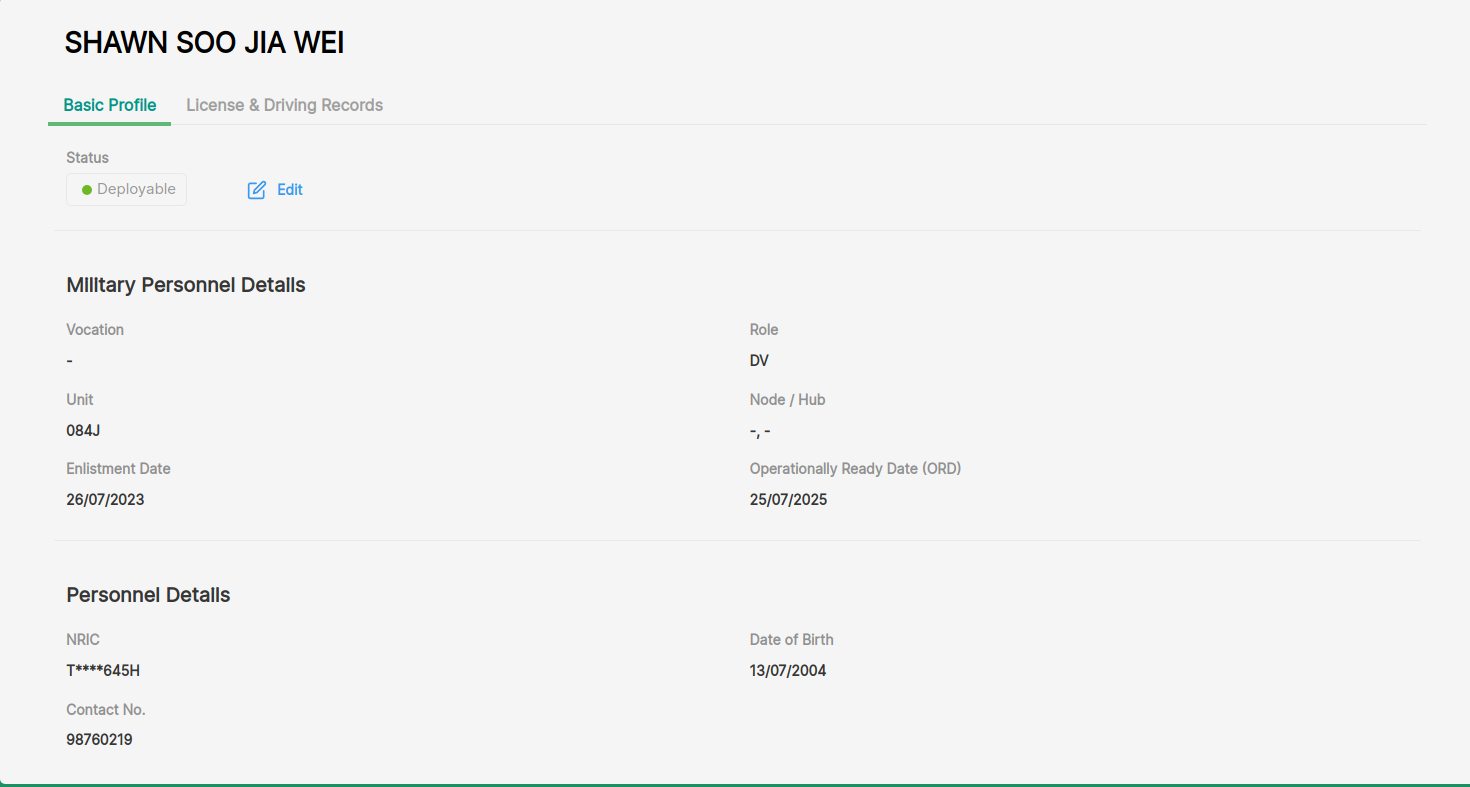 SHAWN SOO JIA WEI
Basic Profile License & Driving Records
Status
Deployable Edit
Military Personnel Details
Vocation Role
- DV
Unit Node / Hub
084J -, -
Enlistment Date Operationally Ready Date (ORD)
26/07/2023 25/07/2025
Personnel Details
NRIC Date of Birth
T****645H 13/07/2004
Contact No.
98760219